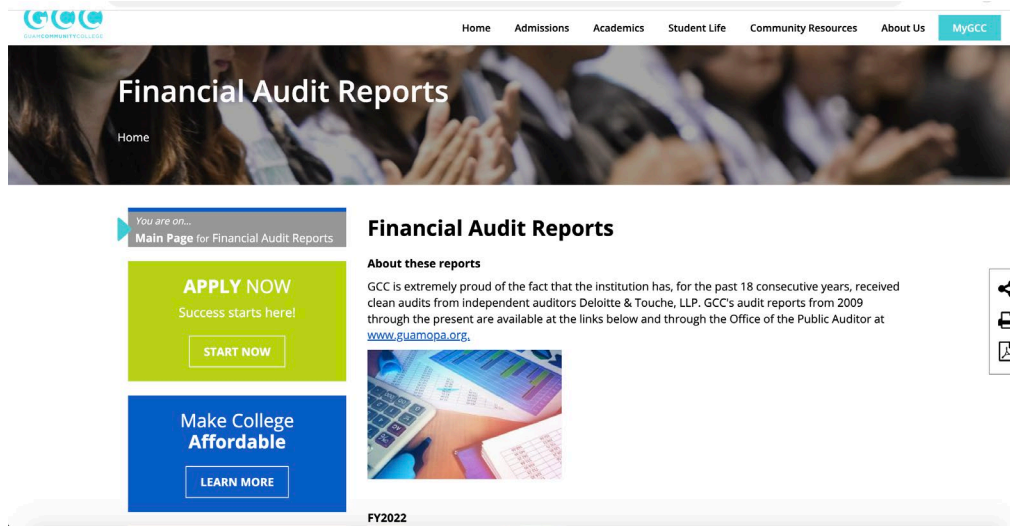 GCC
GUAMCOMMUNITYCOLLEGE
Home Admissions Academics Student Life Community Resources About Us MyGCC
Financial Audit Reports
Home
You are on...
Main Page for Financial Audit Reports
APPLY NOW
Success starts here!
START NOW
Make College
Affordable
LEARN MORE
Financial Audit Reports
About these reports
GCC is extremely proud of the fact that the institution has, for the past 18 consecutive years, received
clean audits from independent auditors Deloitte & Touche, LLP. GCC's audit reports from 2009
through the present are available at the links below and through the Office of the Public Auditor at
www.guamopa.org.
FY2022